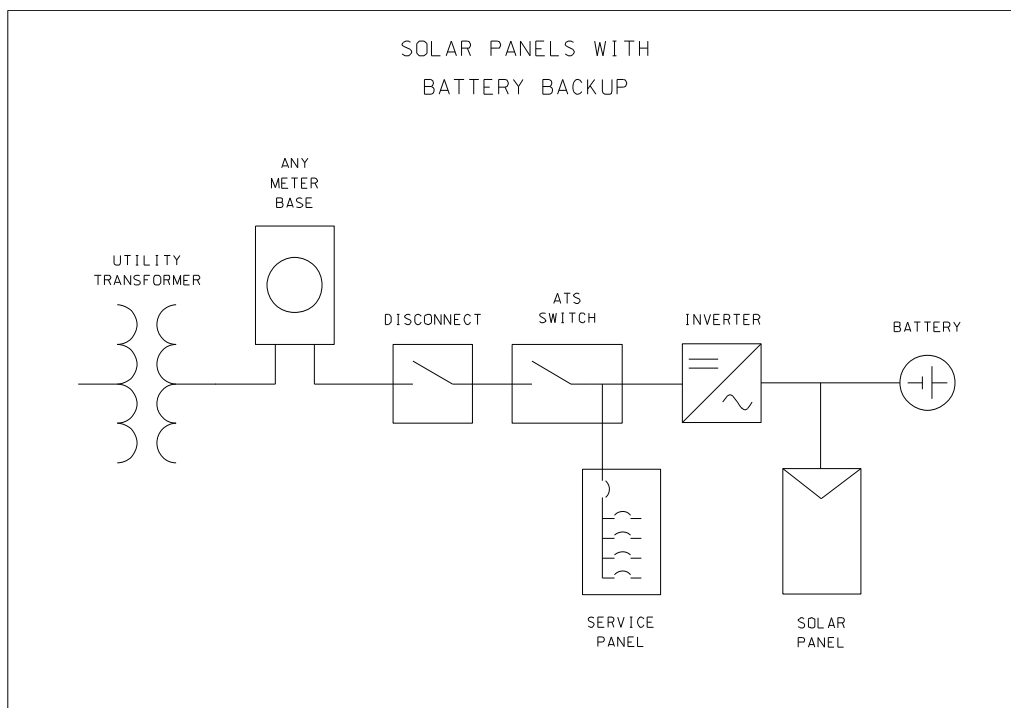 SOLAR PANELS WITH
BATTERY BACKUP
ANY
METER
BASE
UTILITY
TRANSFORMER
DISCONNECT
ATS
SWITCH
INVERTER
BATTERY
SERVICE
PANEL
SOLAR
PANEL